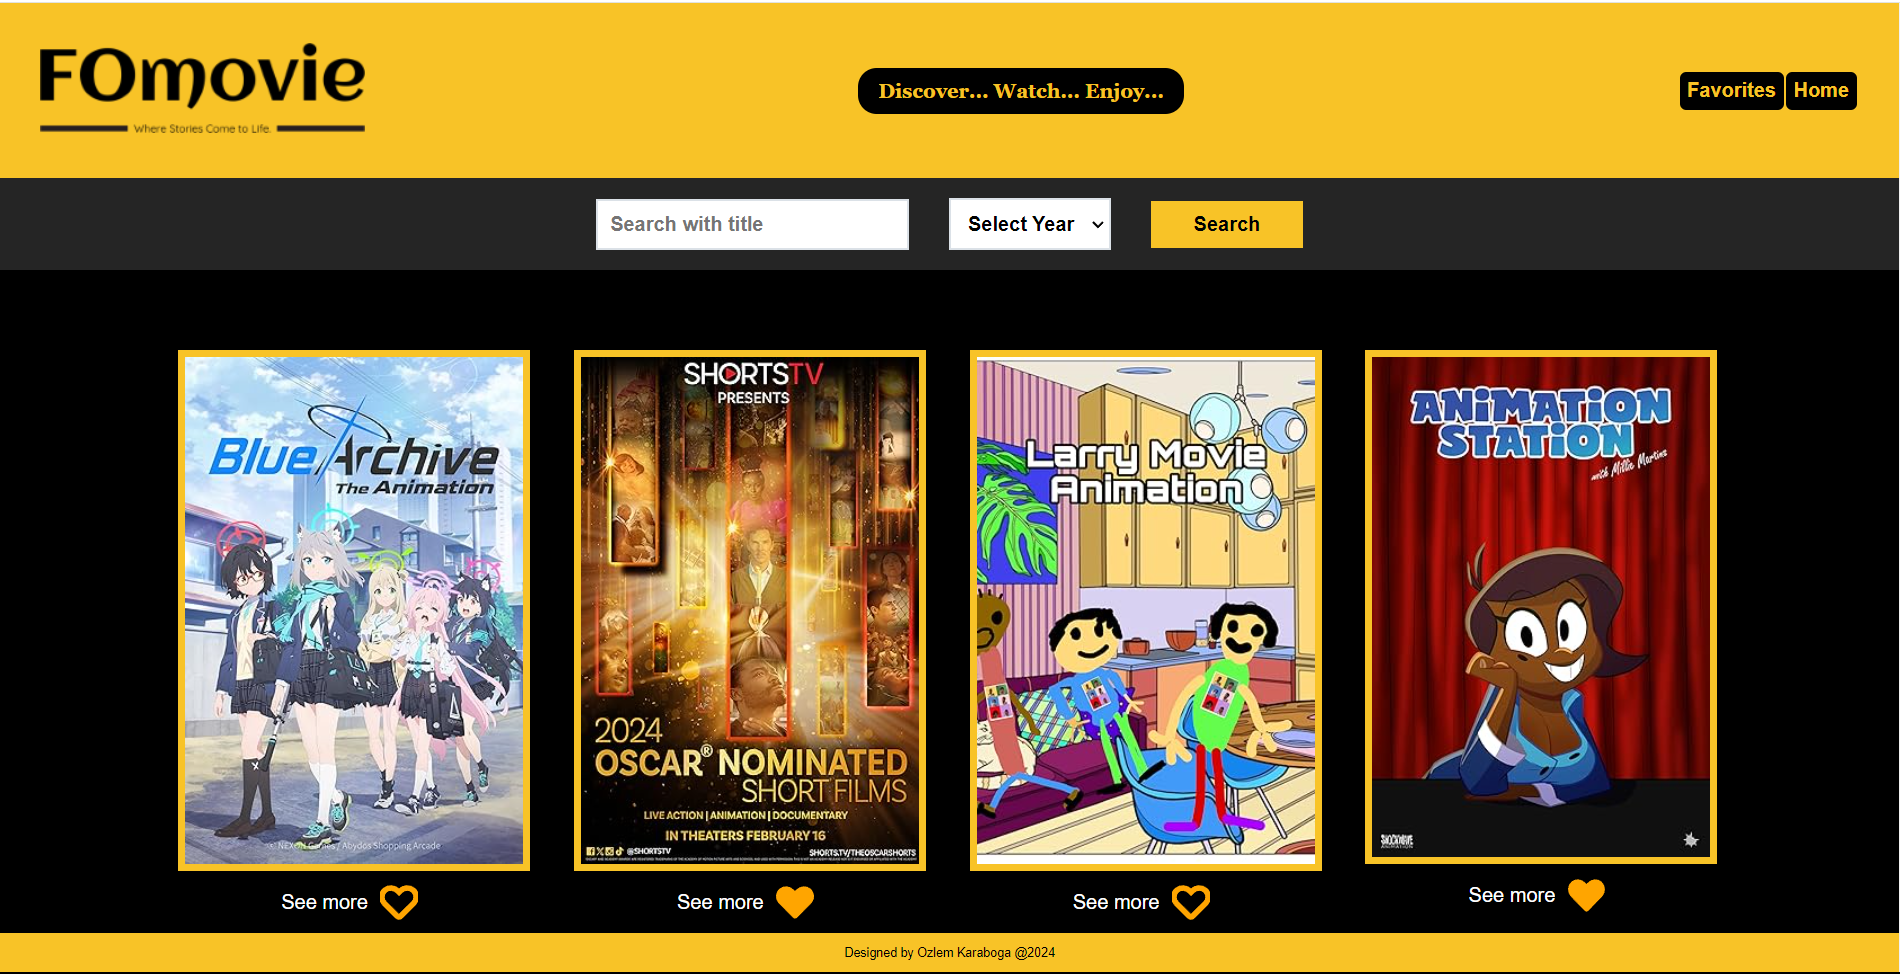 FOmovie
Where Stories Come to Life.
Discover... Watch... Enjoy...
Favorites
Home
Search with title
Select Year
Search
Blue Archive
The Animation
NEXON Games / Abydos Shopping Arcade
See more
SHORTSTV
PRESENTS
2024
OSCAR® NOMINATED
SHORT FILMS
LIVE ACTION | ANIMATION | DOCUMENTARY
IN THEATERS FEBRUARY 16
@SHORTSTV
SHORTS.TV/THEOSCARSHORTS
See more
Larry Movie
Animation
See more
ANiMATiON
STATiON
with Millie Martins
SHOCKWAVE
ANIMATION
See more
Designed by Ozlem Karaboga @2024